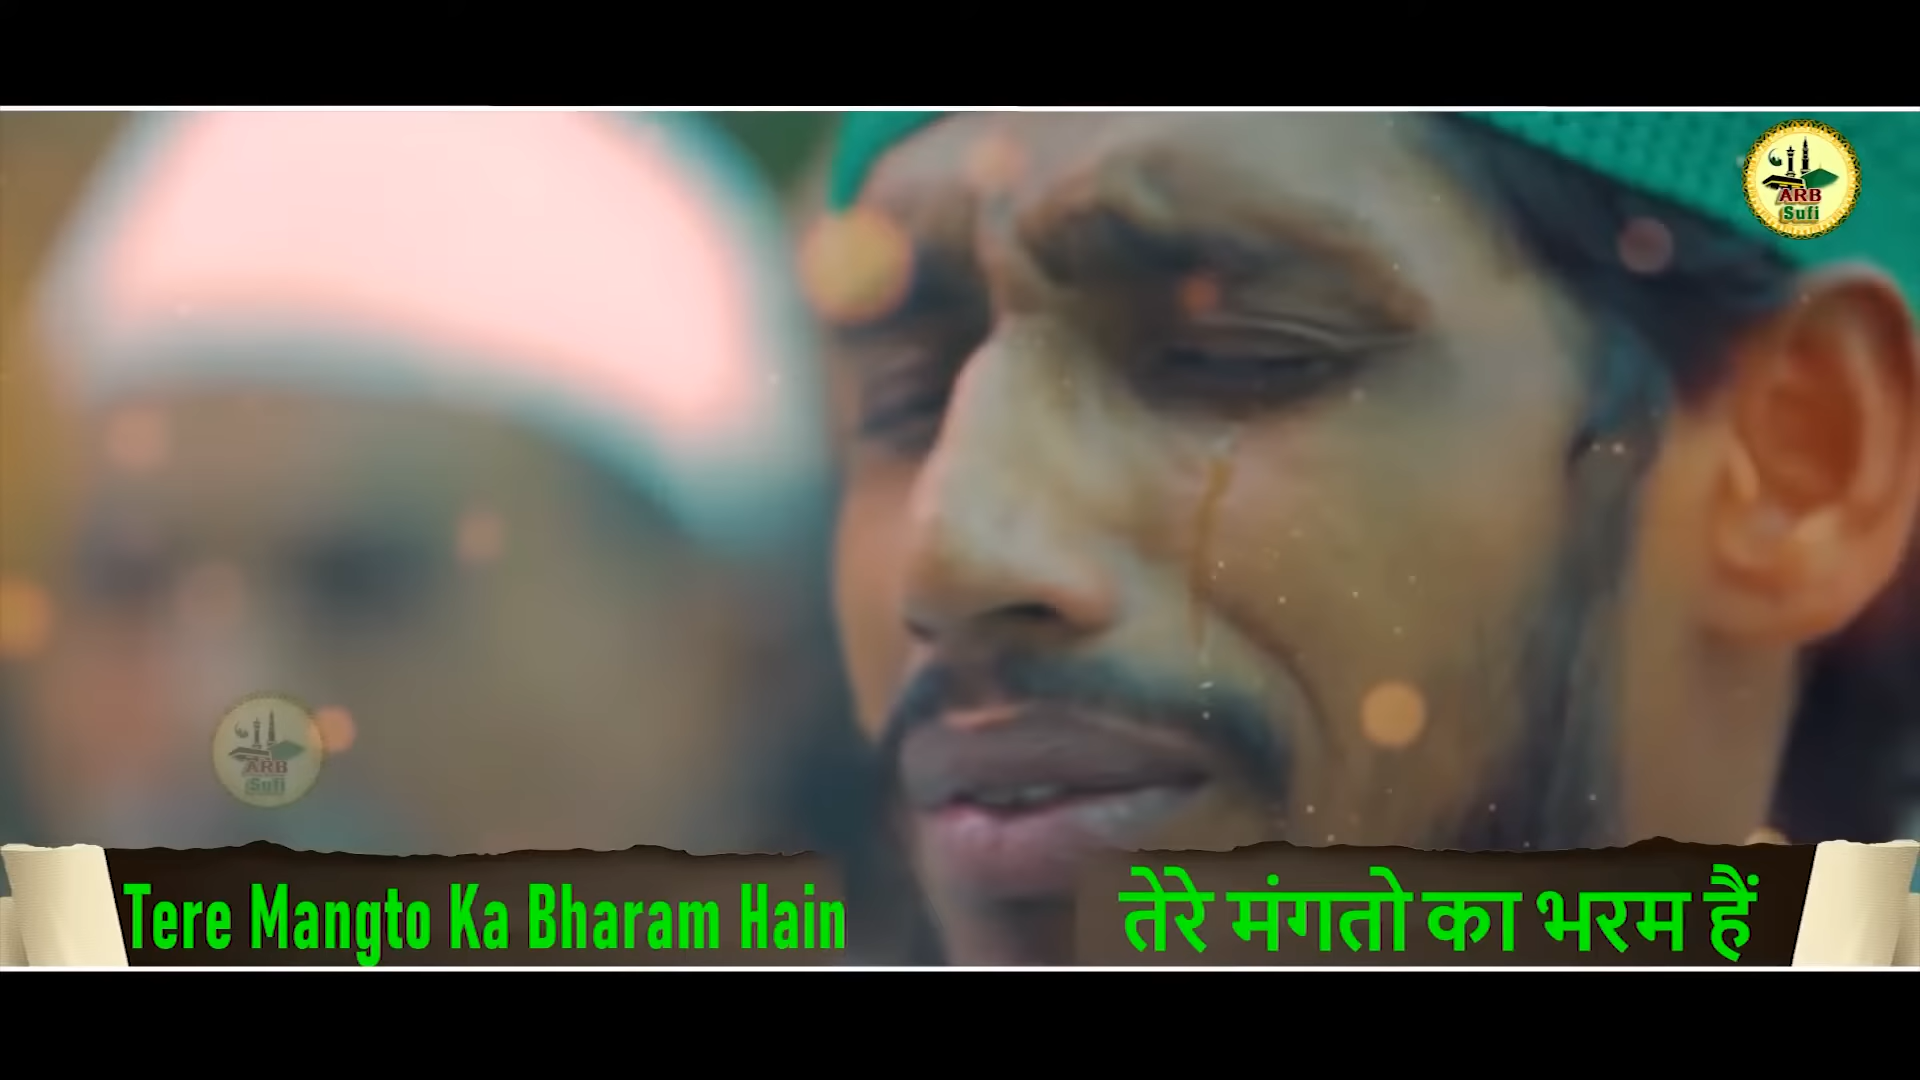 ARB
Sufi
ARB
Sufi
Tere Mangto Ka Bharam Hain
तेरे मंगतो का भरम हैं